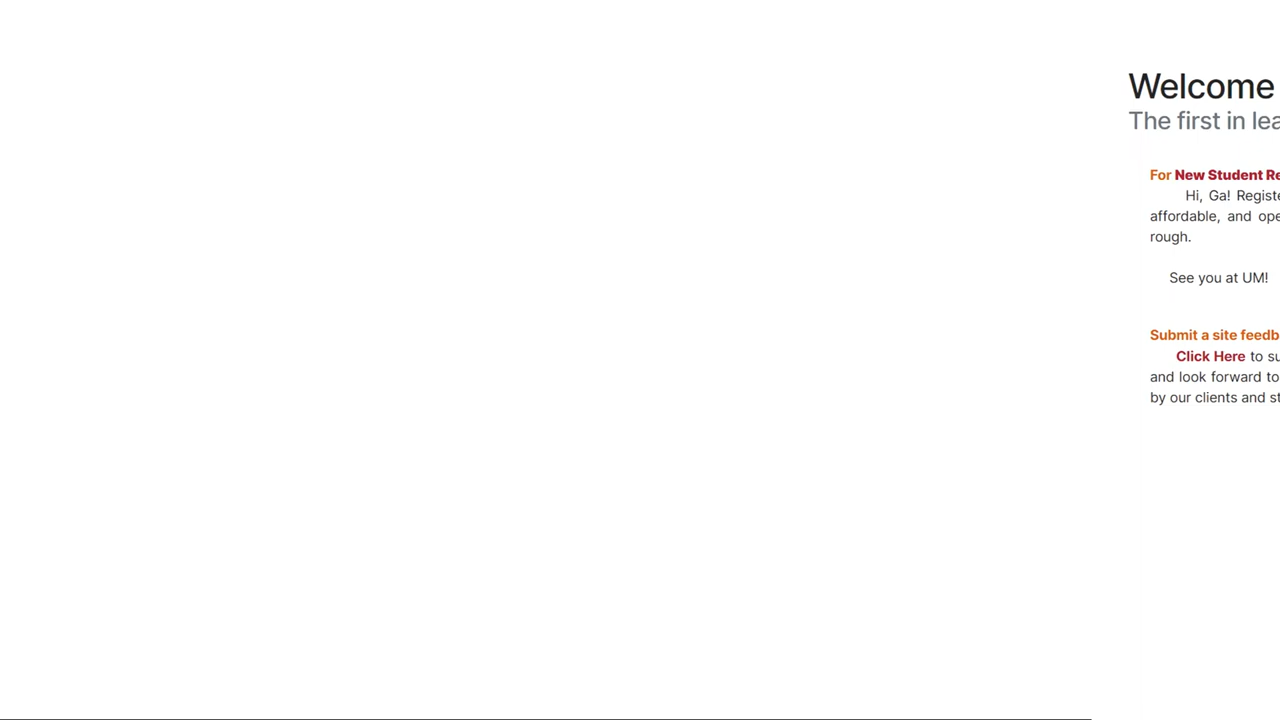 Welcome
The first in lea
For New Student Re
Hi, Ga! Registe
affordable, and ope
rough.
See you at UM!
Submit a site feedb
Click Here to su
and look forward to
by our clients and st